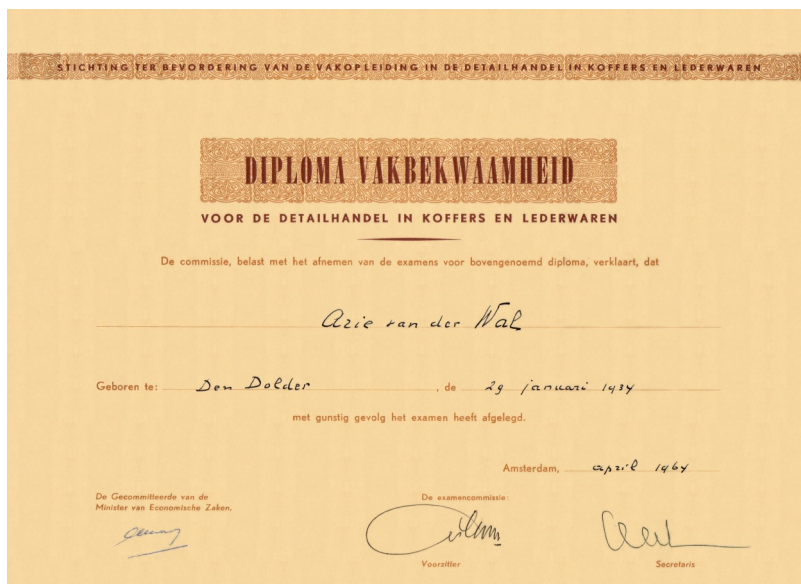 STICHTING TER BEVORDERING VAN DE VAKOPLEIDING IN DE DETAILHANDEL IN KOFFERS EN LEDERWAREN
DIPLOMA VAKBEKWAAMHEID
VOOR DE DETAILHANDEL IN KOFFERS EN LEDERWAREN
De commissie, belast met het afnemen van de examens voor bovengenoemd diploma, verklaart, dat
Arie van der Wal
Geboren te: Den Dolder, de 29 januari 1934
met gunstig gevolg het examen heeft afgelegd.
Amsterdam, april 1964
De Gecommitteerde van de
Minister van Economische Zaken,
De examencommissie:
Voorzitter
Secretaris